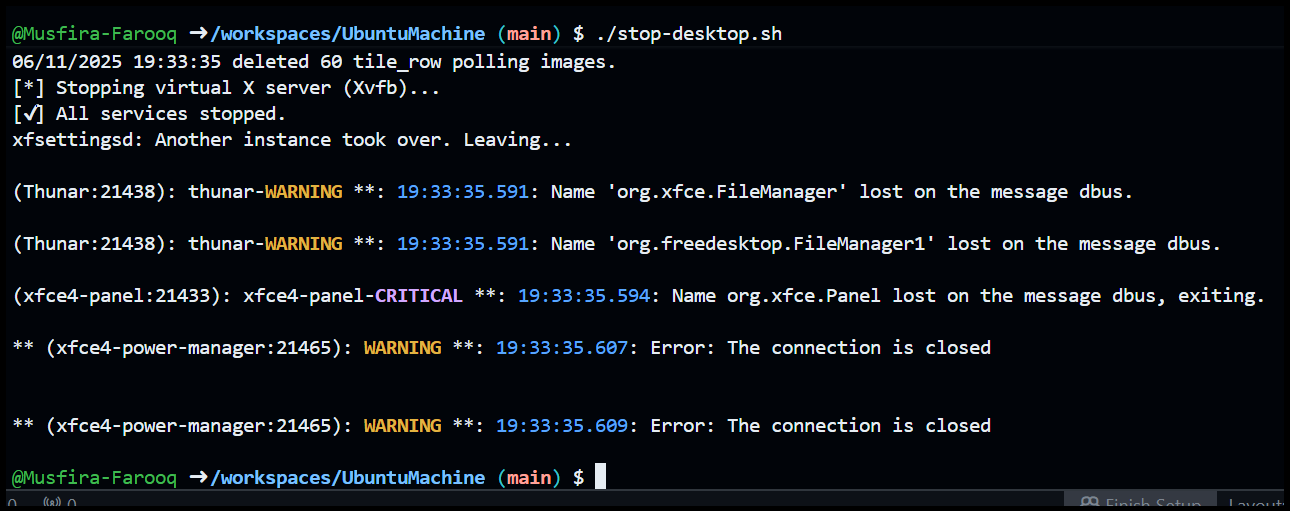 @Musfira-Farooq ➜/workspaces/UbuntuMachine (main) $ ./stop-desktop.sh
06/11/2025 19:33:35 deleted 60 tile_row polling images.
[*] Stopping virtual X server (Xvfb)...
[✓] All services stopped.
xfsettingsd: Another instance took over. Leaving...
(Thunar:21438): thunar-WARNING **: 19:33:35.591: Name 'org.xfce.FileManager' lost on the message dbus.
(Thunar:21438): thunar-WARNING **: 19:33:35.591: Name 'org.freedesktop.FileManager1' lost on the message dbus.
(xfce4-panel:21433): xfce4-panel-CRITICAL **: 19:33:35.594: Name org.xfce.Panel lost on the message dbus, exiting.
** (xfce4-power-manager:21465): WARNING **: 19:33:35.607: Error: The connection is closed
** (xfce4-power-manager:21465): WARNING **: 19:33:35.609: Error: The connection is closed
@Musfira-Farooq ➜/workspaces/UbuntuMachine (main) $
0 0 Finish Setup Layout: